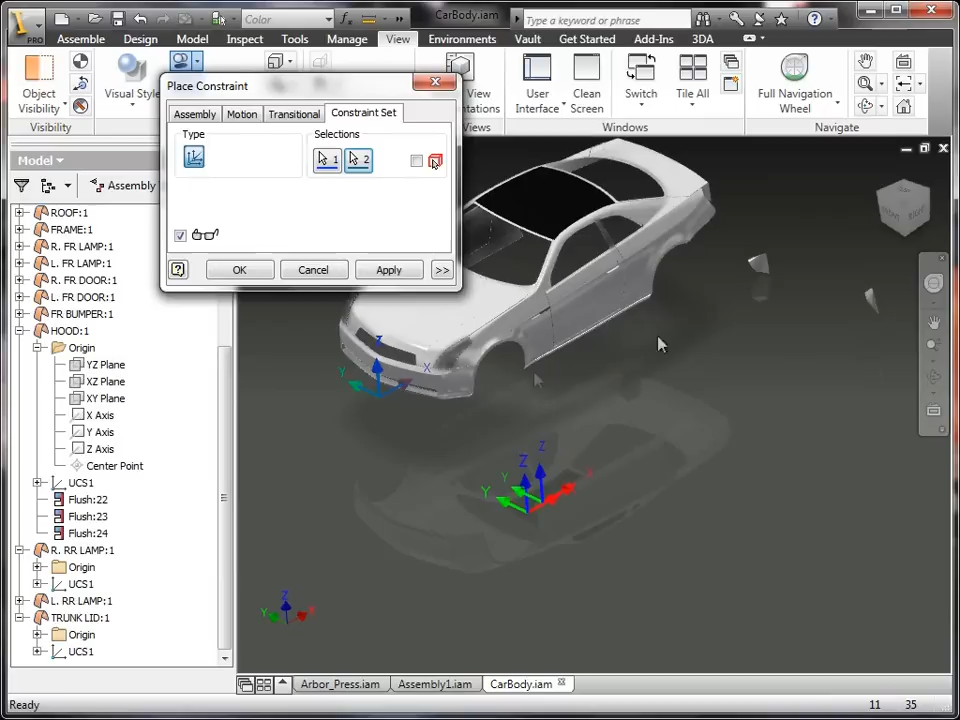 CarBody.iam
Color
Type a keyword or phrase
PRO
Assembly Design Model Inspect Tools Manage View Environments Vault Get Started Add-Ins 3DA
Object
Visibility
Visual Style
View
User
Interface
Clean
Screen
Switch
Tile All
Full Navigation
Wheel
Visibility
Windows
Navigate
Place Constraint
Assembly Motion Transitional Constraint Set
Type
Selections
1
2
OK
Cancel
Apply
>>
Model
Assembly
ROOF:1
FRAME:1
R. FR LAMP:1
L. FR LAMP:1
R. FR DOOR:1
L. FR DOOR:1
FR BUMPER:1
HOOD:1
Origin
YZ Plane
XZ Plane
XY Plane
X Axis
Y Axis
Z Axis
Center Point
UCS1
Flush:22
Flush:23
Flush:24
R. RR LAMP:1
Origin
UCS1
L. RR LAMP:1
TRUNK LID:1
Origin
UCS1
Z
Y
X
Z
Z
Y
Y
X
Z
Y
X
Arbor_Press.iam
Assembly1.iam
CarBody.iam
Ready
11
35